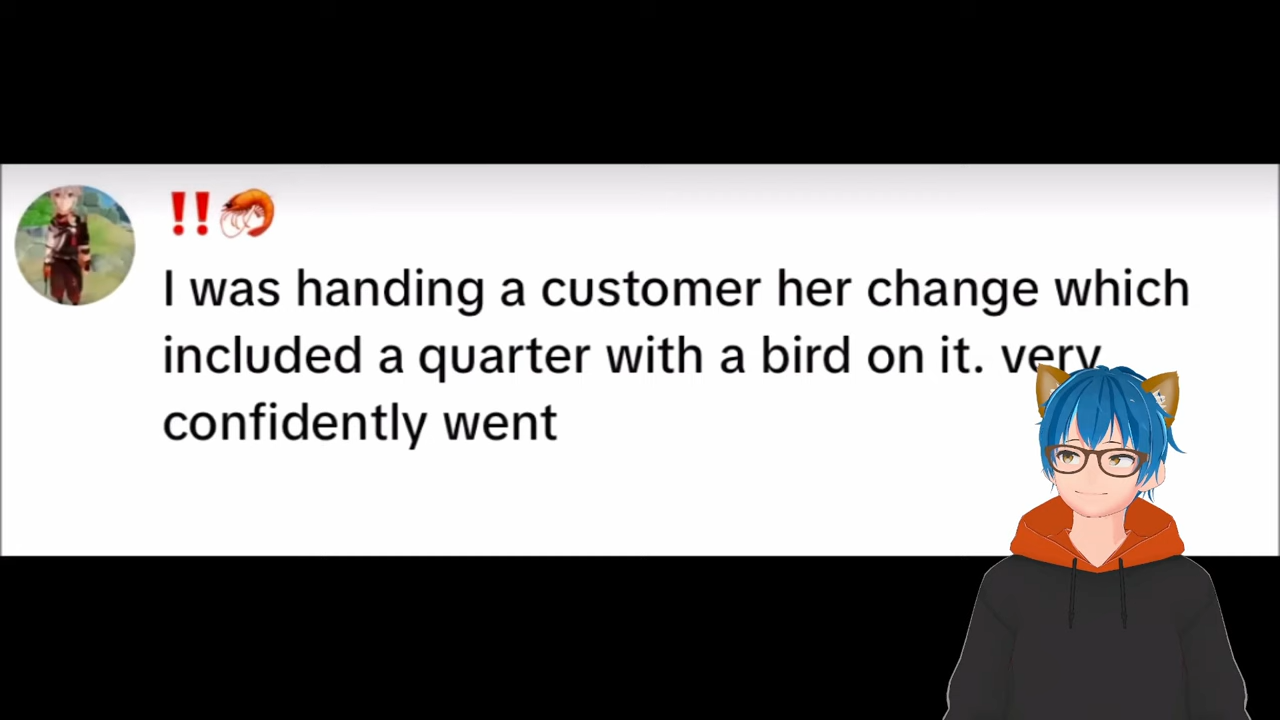 ‼️🦐
I was handing a customer her change which
included a quarter with a bird on it. very
confidently went